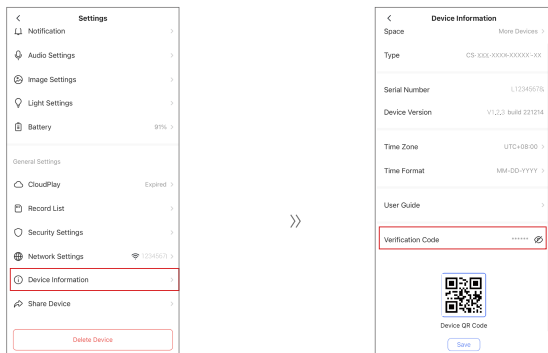 Settings
Notification
Audio Settings
Image Settings
Light Settings
Battery 91%
General Settings
CloudPlay Expired
Record List
Security Settings
Network Settings 1234567(
Device Information
Share Device
Delete Device
Device Information
Space More Devices
Type CS-XXX-XXXX-XXXXX-XX
Serial Number L1234567&
Device Version V.1,2,3 build 221214
Time Zone UTC+08:00
Time Format MM-DD-YYYY
User Guide
Verification Code ••••••
Device QR Code
Save